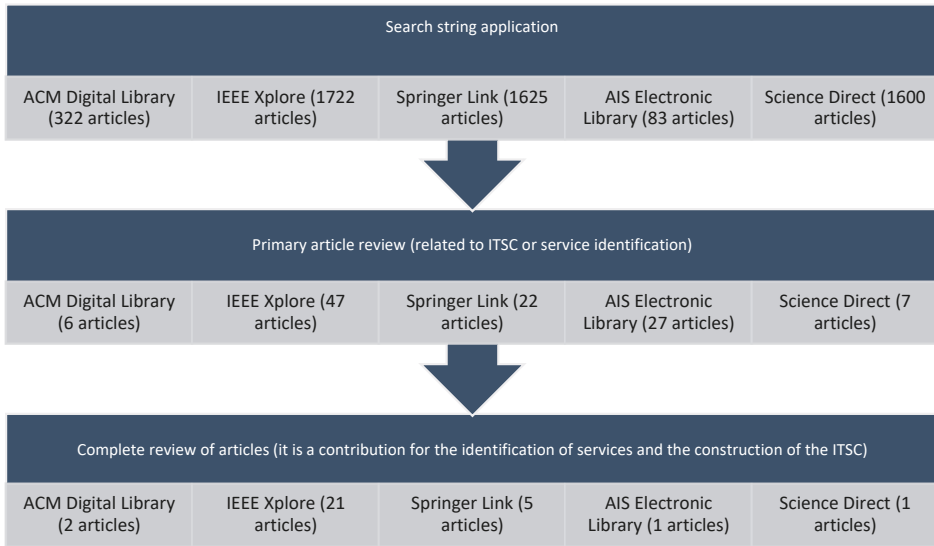 Search string application
ACM Digital Library
(322 articles)
IEEE Xplore (1722
articles)
Springer Link (1625
articles)
AIS Electronic
Library (83 articles)
Science Direct (1600
articles)
Primary article review (related to ITSC or service identification)
ACM Digital Library
(6 articles)
IEEE Xplore (47
articles)
Springer Link (22
articles)
AIS Electronic
Library (27 articles)
Science Direct (7
articles)
Complete review of articles (it is a contribution for the identification of services and the construction of the ITSC)
ACM Digital Library
(2 articles)
IEEE Xplore (21
articles)
Springer Link (5
articles)
AIS Electronic
Library (1 articles)
Science Direct (1
articles)